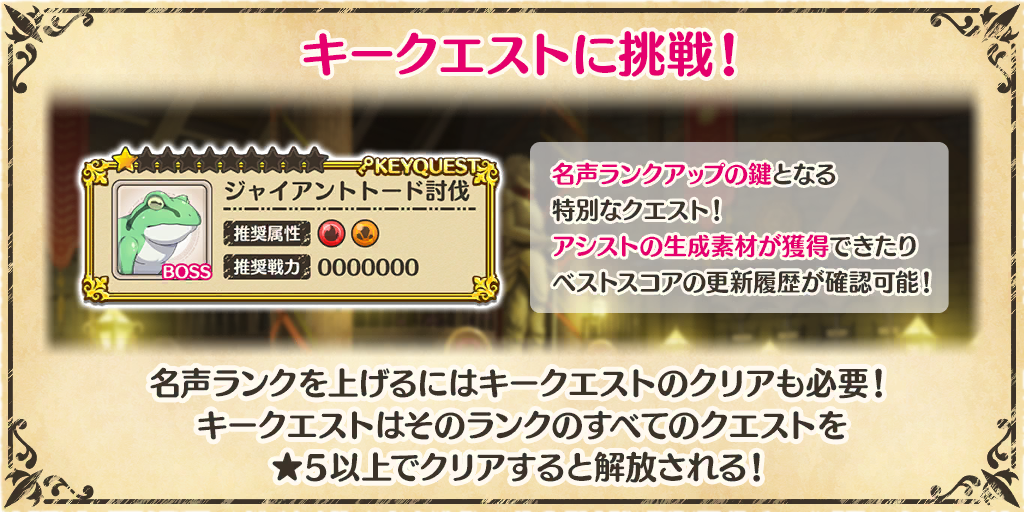 キークエストに挑戦！
KEYQUEST
ジャイアントトード討伐
推奨属性
推奨戦力 0000000
BOSS
名声ランクアップの鍵となる
特別なクエスト！
アシストの生成素材が獲得できたり
ベストスコアの更新履歴が確認可能！
名声ランクを上げるにはキークエストのクリアも必要！
キークエストはそのランクのすべてのクエストを
★5以上でクリアすると解放される！